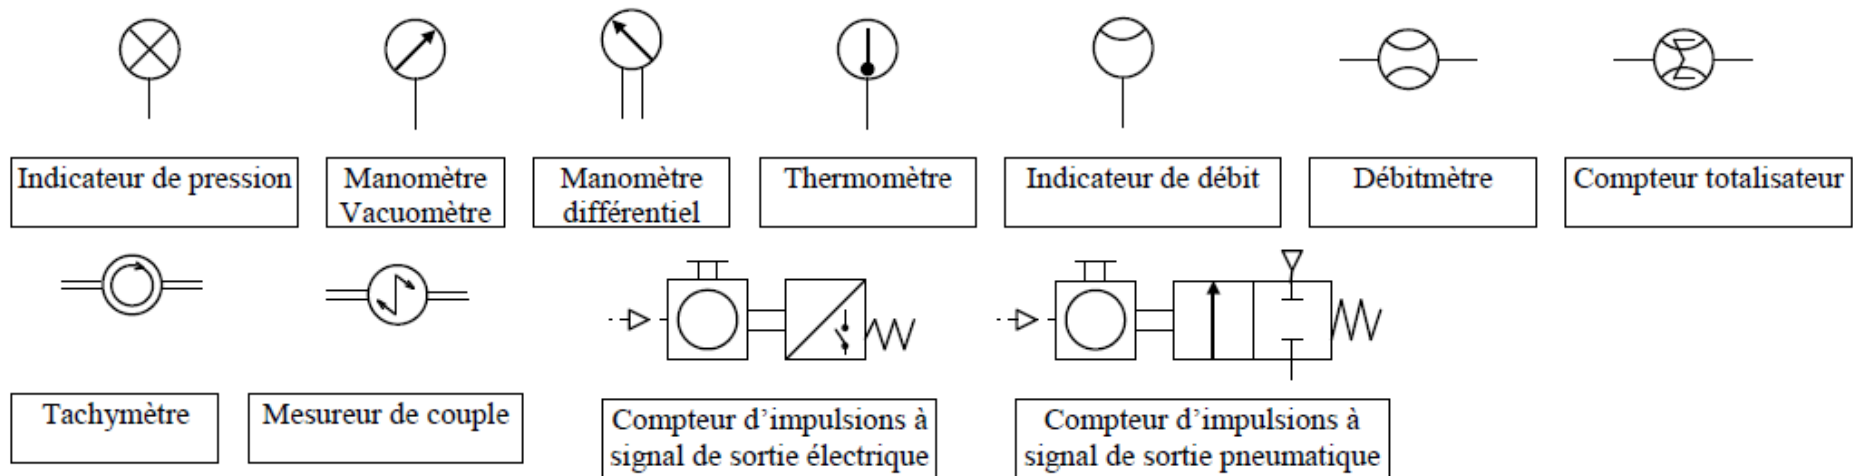 Indicateur de pression
Manomètre
Vacuomètre
Manomètre
différentiel
Thermomètre
Indicateur de débit
Débitmètre
Compteur totalisateur
Tachymètre
Mesureur de couple
Compteur d’impulsions à
signal de sortie électrique
Compteur d’impulsions à
signal de sortie pneumatique